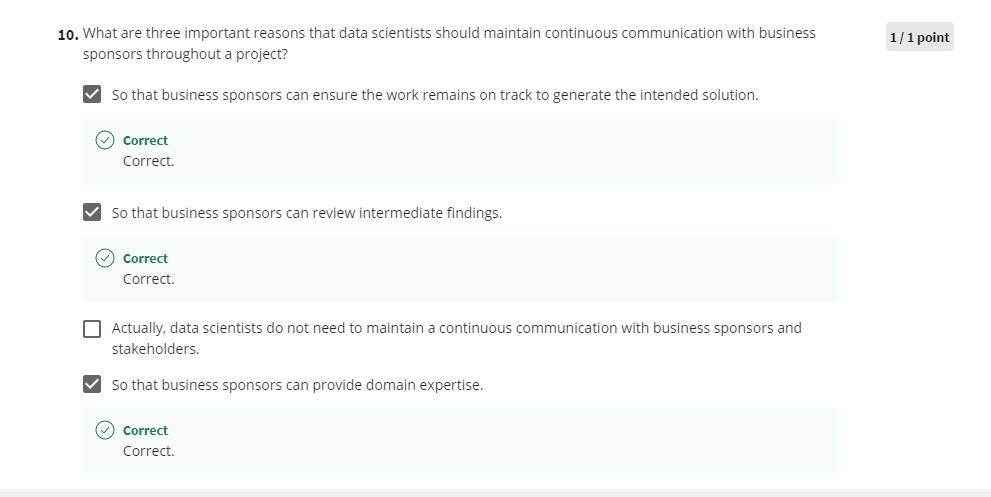 10. What are three important reasons that data scientists should maintain continuous communication with business
sponsors throughout a project?
1 / 1 point
So that business sponsors can ensure the work remains on track to generate the intended solution.
Correct
Correct.
So that business sponsors can review intermediate findings.
Correct
Correct.
Actually, data scientists do not need to maintain a continuous communication with business sponsors and
stakeholders.
So that business sponsors can provide domain expertise.
Correct
Correct.